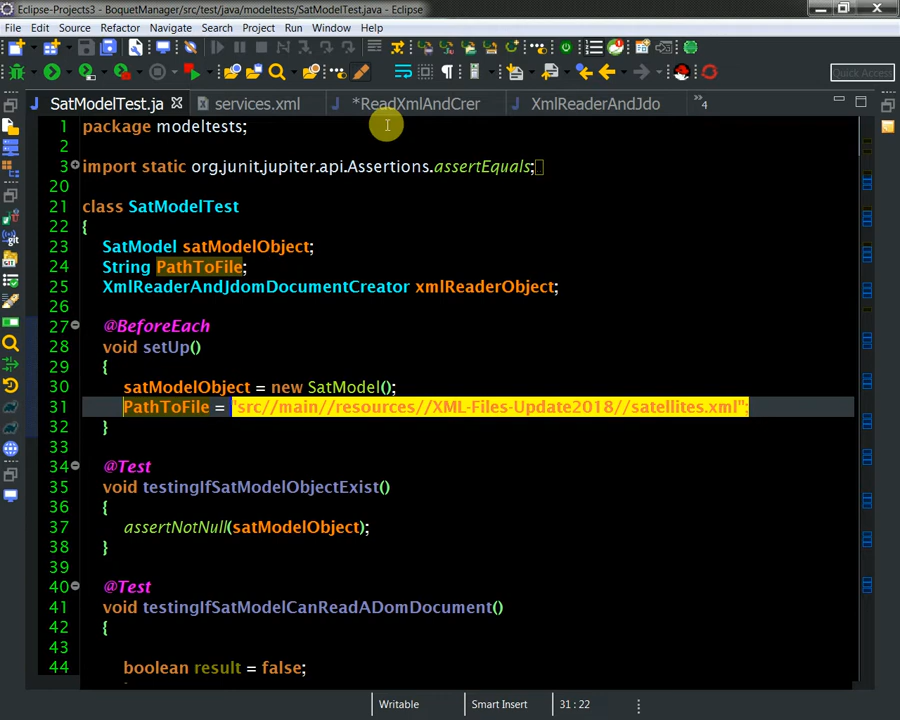 Eclipse-Projects3 - BoquetManager/src/test/java/modeltests/SatModelTest.java - Eclipse
File Edit Source Refactor Navigate Search Project Run Window Help
Quick Access
SatModelTest.ja services.xml *ReadXmlAndCrer XmlReaderAndJdo »4
1 package modeltests;
2
3 import static org.junit.jupiter.api.Assertions.assertEquals;
20
21 class SatModelTest
22 {
23 SatModel satModelObject;
24 String PathToFile;
25 XmlReaderAndJdomDocumentCreator xmlReaderObject;
26
27 @BeforeEach
28 void setUp()
29 {
30 satModelObject = new SatModel();
31 PathToFile = "src//main//resources//XML-Files-Update2018//satellites.xml";
32 }
33
34 @Test
35 void testingIfSatModelObjectExist()
36 {
37 assertNotNull(satModelObject);
38 }
39
40 @Test
41 void testingIfSatModelCanReadADomDocument()
42 {
43
44 boolean result = false;
Writable Smart Insert 31 : 22